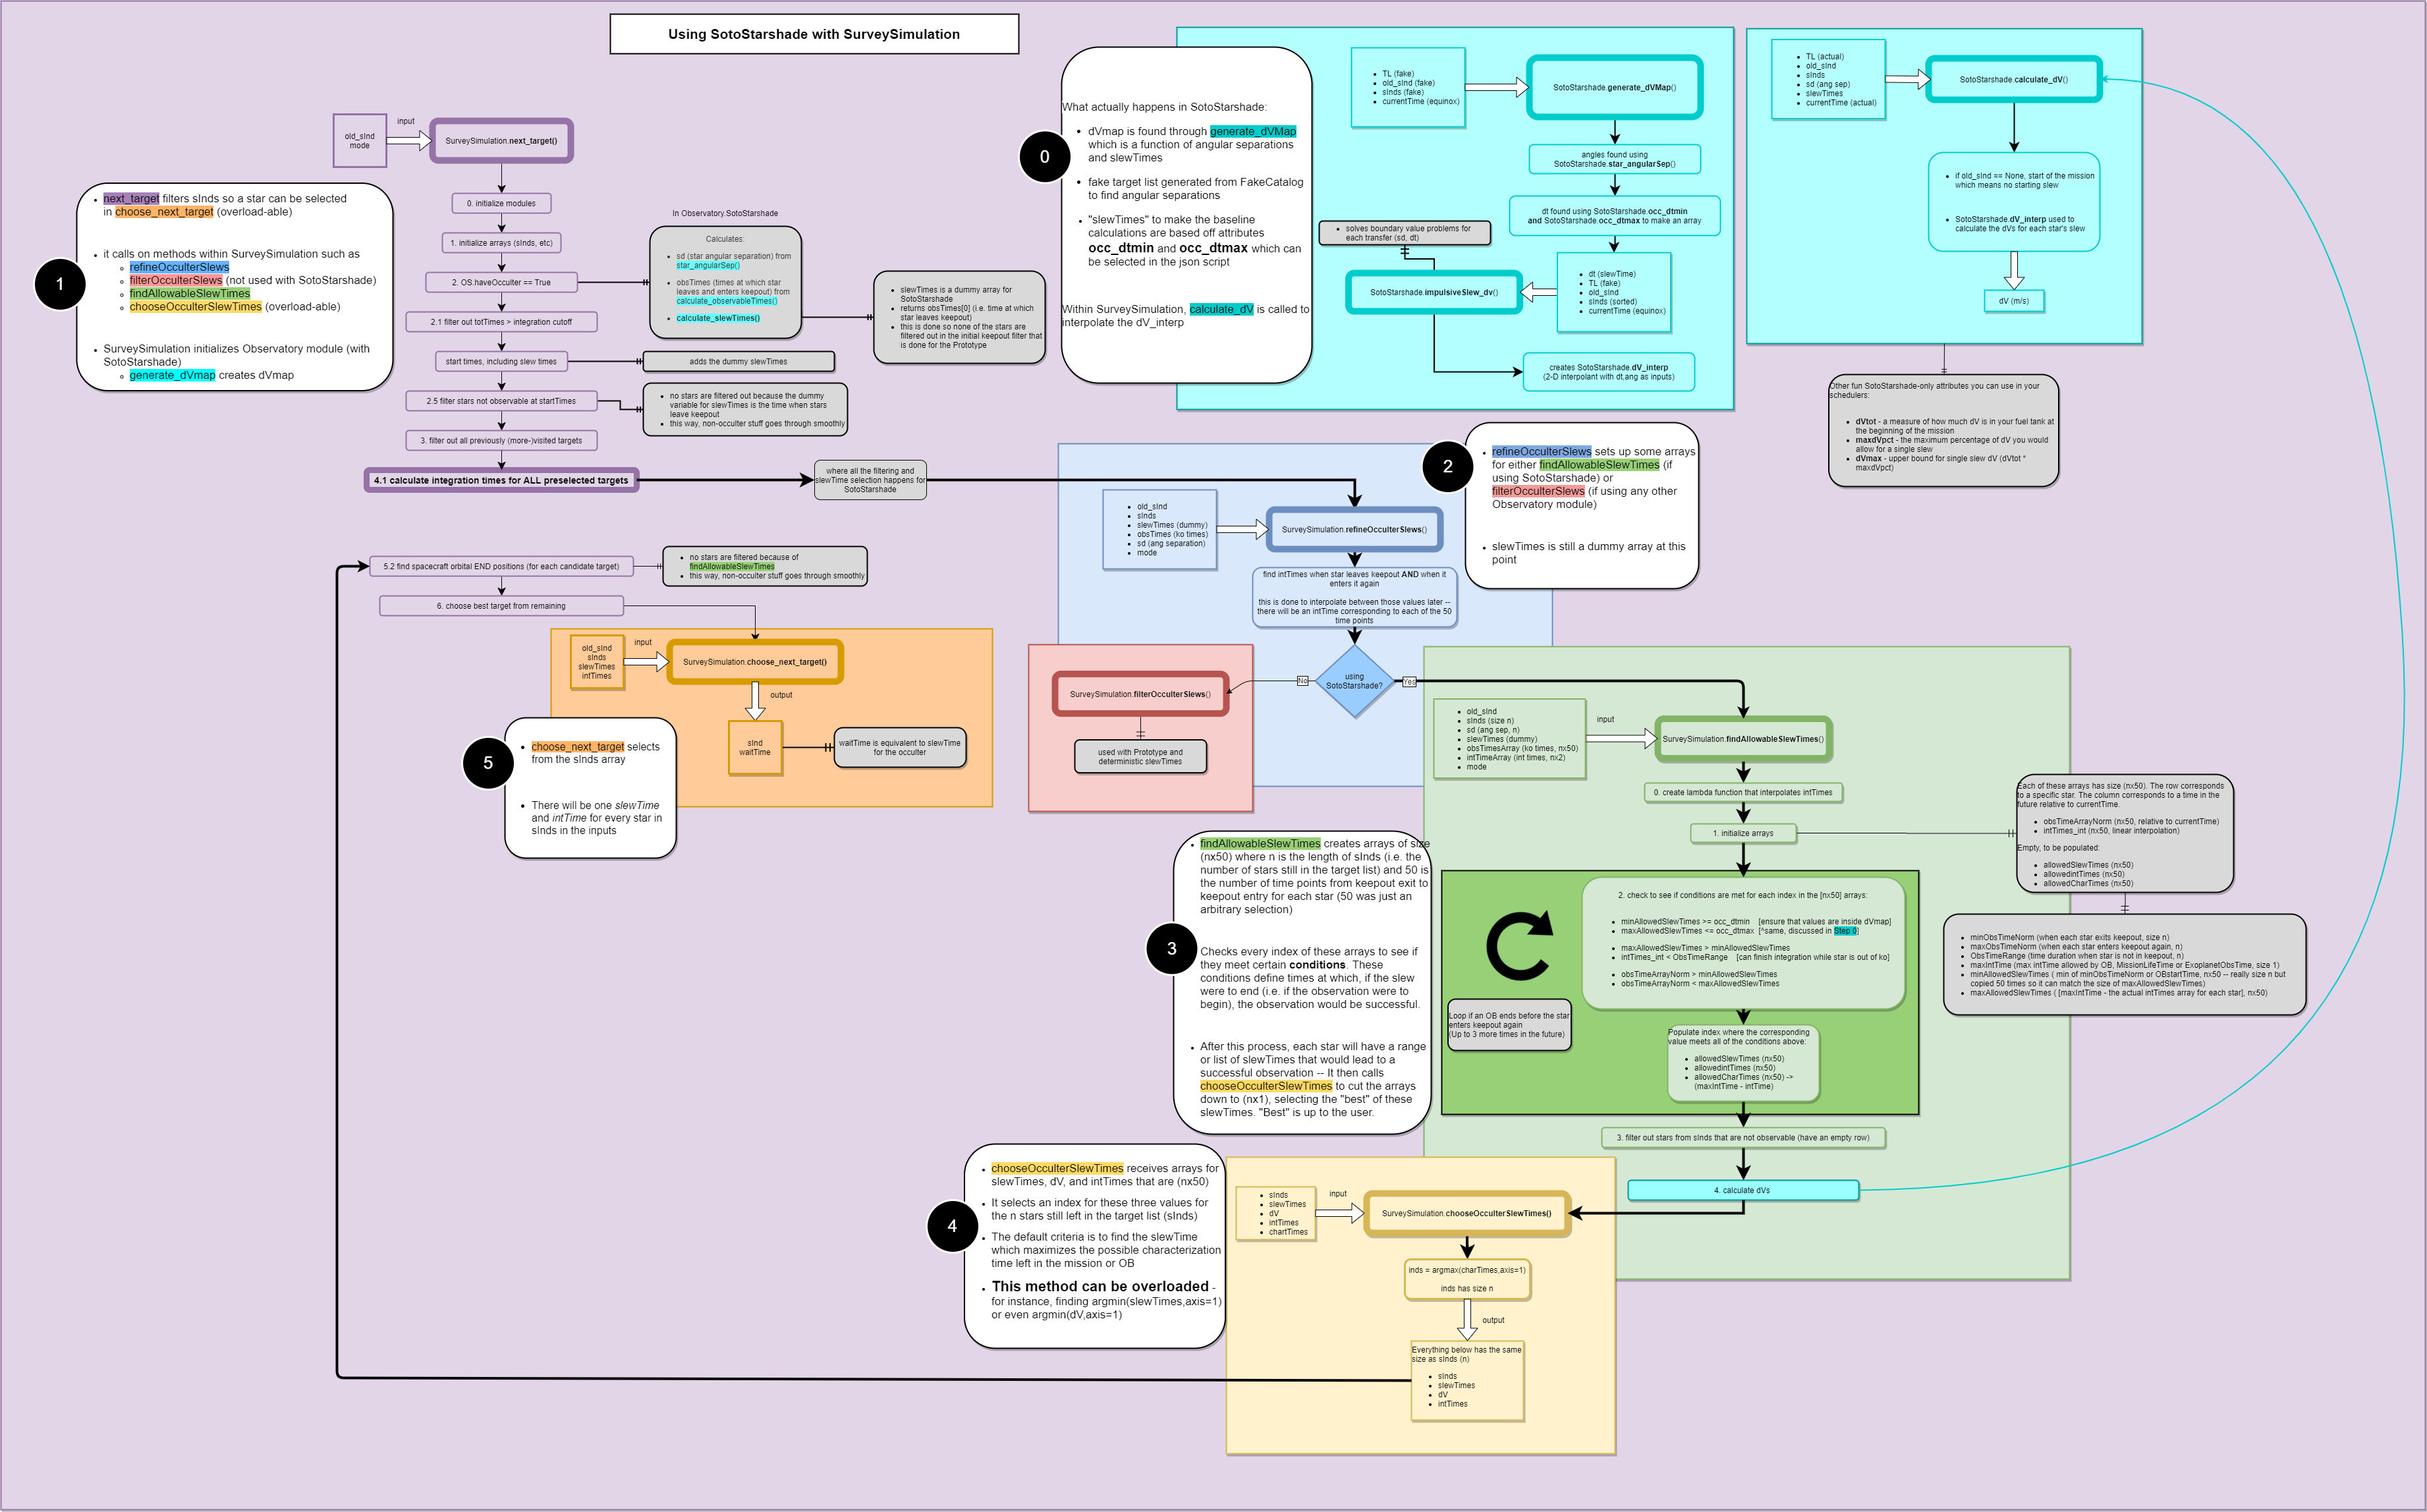 Using SotoStarshade with SurveySimulation
old_sInd
mode
input
SurveySimulation.next_target()
0. initialize modules
1. initialize arrays (sInds, etc)
2. OS.haveOcculter == True
2.1 filter out totTimes > integration cutoff
start times, including slew times
2.5 filter stars not observable at startTimes
3. filter out all previously (more-)visited targets
4.1 calculate integration times for ALL preselected targets
1
next_target filters sInds so a star can be selected
in choose_next_target (overload-able)
it calls on methods within SurveySimulation such as
refineOcculterSlews
filterOcculterSlews (not used with SotoStarshade)
findAllowableSlewTimes
chooseOcculterSlewTimes (overload-able)
SurveySimulation initializes Observatory module (with
SotoStarshade)
generate_dVmap creates dVmap
In Observatory.SotoStarshade
Calculates:
sd (star angular separation) from
star_angularSep()
obsTimes (times at which star
leaves and enters keepout) from
calculate_observableTimes()
calculate_slewTimes()
slewTimes is a dummy array for
SotoStarshade
returns obsTimes[0] (i.e. time at which
star leaves keepout)
this is done so none of the stars are
filtered out in the initial keepout filter that
is done for the Prototype
adds the dummy slewTimes
no stars are filtered out because the dummy
variable for slewTimes is the time when stars
leave keepout
this way, non-occulter stuff goes through smoothly
where all the filtering and
slewTime selection happens for
SotoStarshade
0
What actually happens in SotoStarshade:
dVmap is found through generate_dVMap
which is a function of angular separations
and slewTimes
fake target list generated from FakeCatalog
to find angular separations
"slewTimes" to make the baseline
calculations are based off attributes
occ_dtmin and occ_dtmax which can
be selected in the json script
Within SurveySimulation, calculate_dV is called to
interpolate the dV_interp
TL (fake)
old_sInd (fake)
sInds (fake)
currentTime (equinox)
SotoStarshade.generate_dVMap()
angles found using
SotoStarshade.star_angularSep()
dt found using SotoStarshade.occ_dtmin
and SotoStarshade.occ_dtmax to make an array
solves boundary value problems for
each transfer (sd, dt)
SotoStarshade.impulsiveSlew_dv()
dt (slewTime)
TL (fake)
old_sInd
sInds (sorted)
currentTime (equinox)
creates SotoStarshade.dV_interp
(2-D interpolant with dt,ang as inputs)
TL (actual)
old_sInd
sInds
sd (ang sep)
slewTimes
currentTime (actual)
SotoStarshade.calculate_dV()
if old_sInd == None, start of the mission
which means no starting slew
SotoStarshade.dV_interp used to
calculate the dVs for each star's slew
dV (m/s)
Other fun SotoStarshade-only attributes you can use in your
schedulers:
dVtot - a measure of how much dV is in your fuel tank at
the beginning of the mission
maxdVpct - the maximum percentage of dV you would
allow for a single slew
dVmax - upper bound for single slew dV (dVtot *
maxdVpct)
2
refineOcculterSlews sets up some arrays
for either findAllowableSlewTimes (if
using SotoStarshade) or
filterOcculterSlews (if using any other
Observatory module)
slewTimes is still a dummy array at this
point
old_sInd
sInds
slewTimes (dummy)
obsTimes (ko times)
sd (ang separation)
mode
SurveySimulation.refineOcculterSlews()
find intTimes when star leaves keepout AND when it
enters it again
this is done to interpolate between those values later --
there will be an intTime corresponding to each of the 50
time points
using
SotoStarshade?
No
Yes
SurveySimulation.filterOcculterSlews()
used with Prototype and
deterministic slewTimes
5.2 find spacecraft orbital END positions (for each candidate target)
no stars are filtered because of
findAllowableSlewTimes
this way, non-occulter stuff goes through smoothly
6. choose best target from remaining
old_sInd
sInds
slewTimes
intTimes
input
SurveySimulation.choose_next_target()
output
sInd
waitTime
waitTime is equivalent to slewTime
for the occulter
5
choose_next_target selects
from the sInds array
There will be one slewTime
and intTime for every star in
sInds in the inputs
old_sInd
sInds (size n)
sd (ang sep, n)
slewTimes (dummy)
obsTimesArray (ko times, nx50)
intTimeArray (int times, nx2)
mode
input
SurveySimulation.findAllowableSlewTimes()
0. create lambda function that interpolates intTimes
1. initialize arrays
Each of these arrays has size (nx50). The row corresponds
to a specific star. The column corresponds to a time in the
future relative to currentTime.
obsTimeArrayNorm (nx50, relative to currentTime)
intTimes_int (nx50, linear interpolation)
Empty, to be populated:
allowedSlewTimes (nx50)
allowedintTimes (nx50)
allowedCharTimes (nx50)
minObsTimeNorm (when each star exits keepout, size n)
maxObsTimeNorm (when each star enters keepout again, n)
ObsTimeRange (time duration when star is not in keepout, n)
maxIntTime (max intTime allowed by OB, MissionLifeTime or ExoplanetObsTime, size 1)
minAllowedSlewTimes ( min of minObsTimeNorm or OBstartTime, nx50 -- really size n but
copied 50 times so it can match the size of maxAllowedSlewTimes)
maxAllowedSlewTimes ( [maxIntTime - the actual intTimes array for each star], nx50)
3
findAllowableSlewTimes creates arrays of size
(nx50) where n is the length of sInds (i.e. the
number of stars still in the target list) and 50 is
the number of time points from keepout exit to
keepout entry for each star (50 was just an
arbitrary selection)
Checks every index of these arrays to see if
they meet certain conditions. These
conditions define times at which, if the slew
were to end (i.e. if the observation were to
begin), the observation would be successful.
After this process, each star will have a range
or list of slewTimes that would lead to a
successful observation -- It then calls
chooseOcculterSlewTimes to cut the arrays
down to (nx1), selecting the "best" of these
slewTimes. "Best" is up to the user.
2. check to see if conditions are met for each index in the [nx50] arrays:
minAllowedSlewTimes >= occ_dtmin [ensure that values are inside dVmap]
maxAllowedSlewTimes <= occ_dtmax [^same, discussed in Step 0]
maxAllowedSlewTimes > minAllowedSlewTimes
intTimes_int < ObsTimeRange [can finish integration while star is out of ko]
obsTimeArrayNorm > minAllowedSlewTimes
obsTimeArrayNorm < maxAllowedSlewTimes
Loop if an OB ends before the star
enters keepout again
(Up to 3 more times in the future)
Populate index where the corresponding
value meets all of the conditions above:
allowedSlewTimes (nx50)
allowedintTimes (nx50)
allowedCharTimes (nx50) ->
(maxIntTime - intTime)
3. filter out stars from sInds that are not observable (have an empty row)
4. calculate dVs
4
chooseOcculterSlewTimes receives arrays for
slewTimes, dV, and intTimes that are (nx50)
It selects an index for these three values for
the n stars still left in the target list (sInds)
The default criteria is to find the slewTime
which maximizes the possible characterization
time left in the mission or OB
This method can be overloaded -
for instance, finding argmin(slewTimes,axis=1)
or even argmin(dV,axis=1)
sInds
slewTimes
dV
intTimes
chartTimes
input
SurveySimulation.chooseOcculterSlewTimes()
inds = argmax(charTimes,axis=1)
inds has size n
output
Everything below has the same
size as sInds (n)
sInds
slewTimes
dV
intTimes